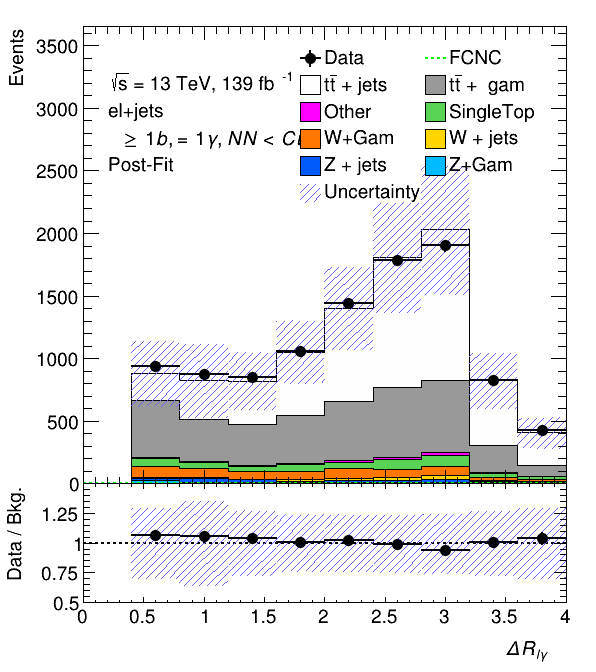 Events
3500
3000
2500
2000
1500
1000
500
0
√s = 13 TeV, 139 fb⁻¹
el+jets
≥ 1b, = 1γ, NN <
Post-Fit
Data
FCNC
tt̄ + jets
tt̄ + gam
Other
SingleTop
W+Gam
W + jets
Z + jets
Z+Gam
Uncertainty
Data / Bkg.
1.25
1
0.75
0.5
0 0.5 1 1.5 2 2.5 3 3.5 4
ΔR_lγ